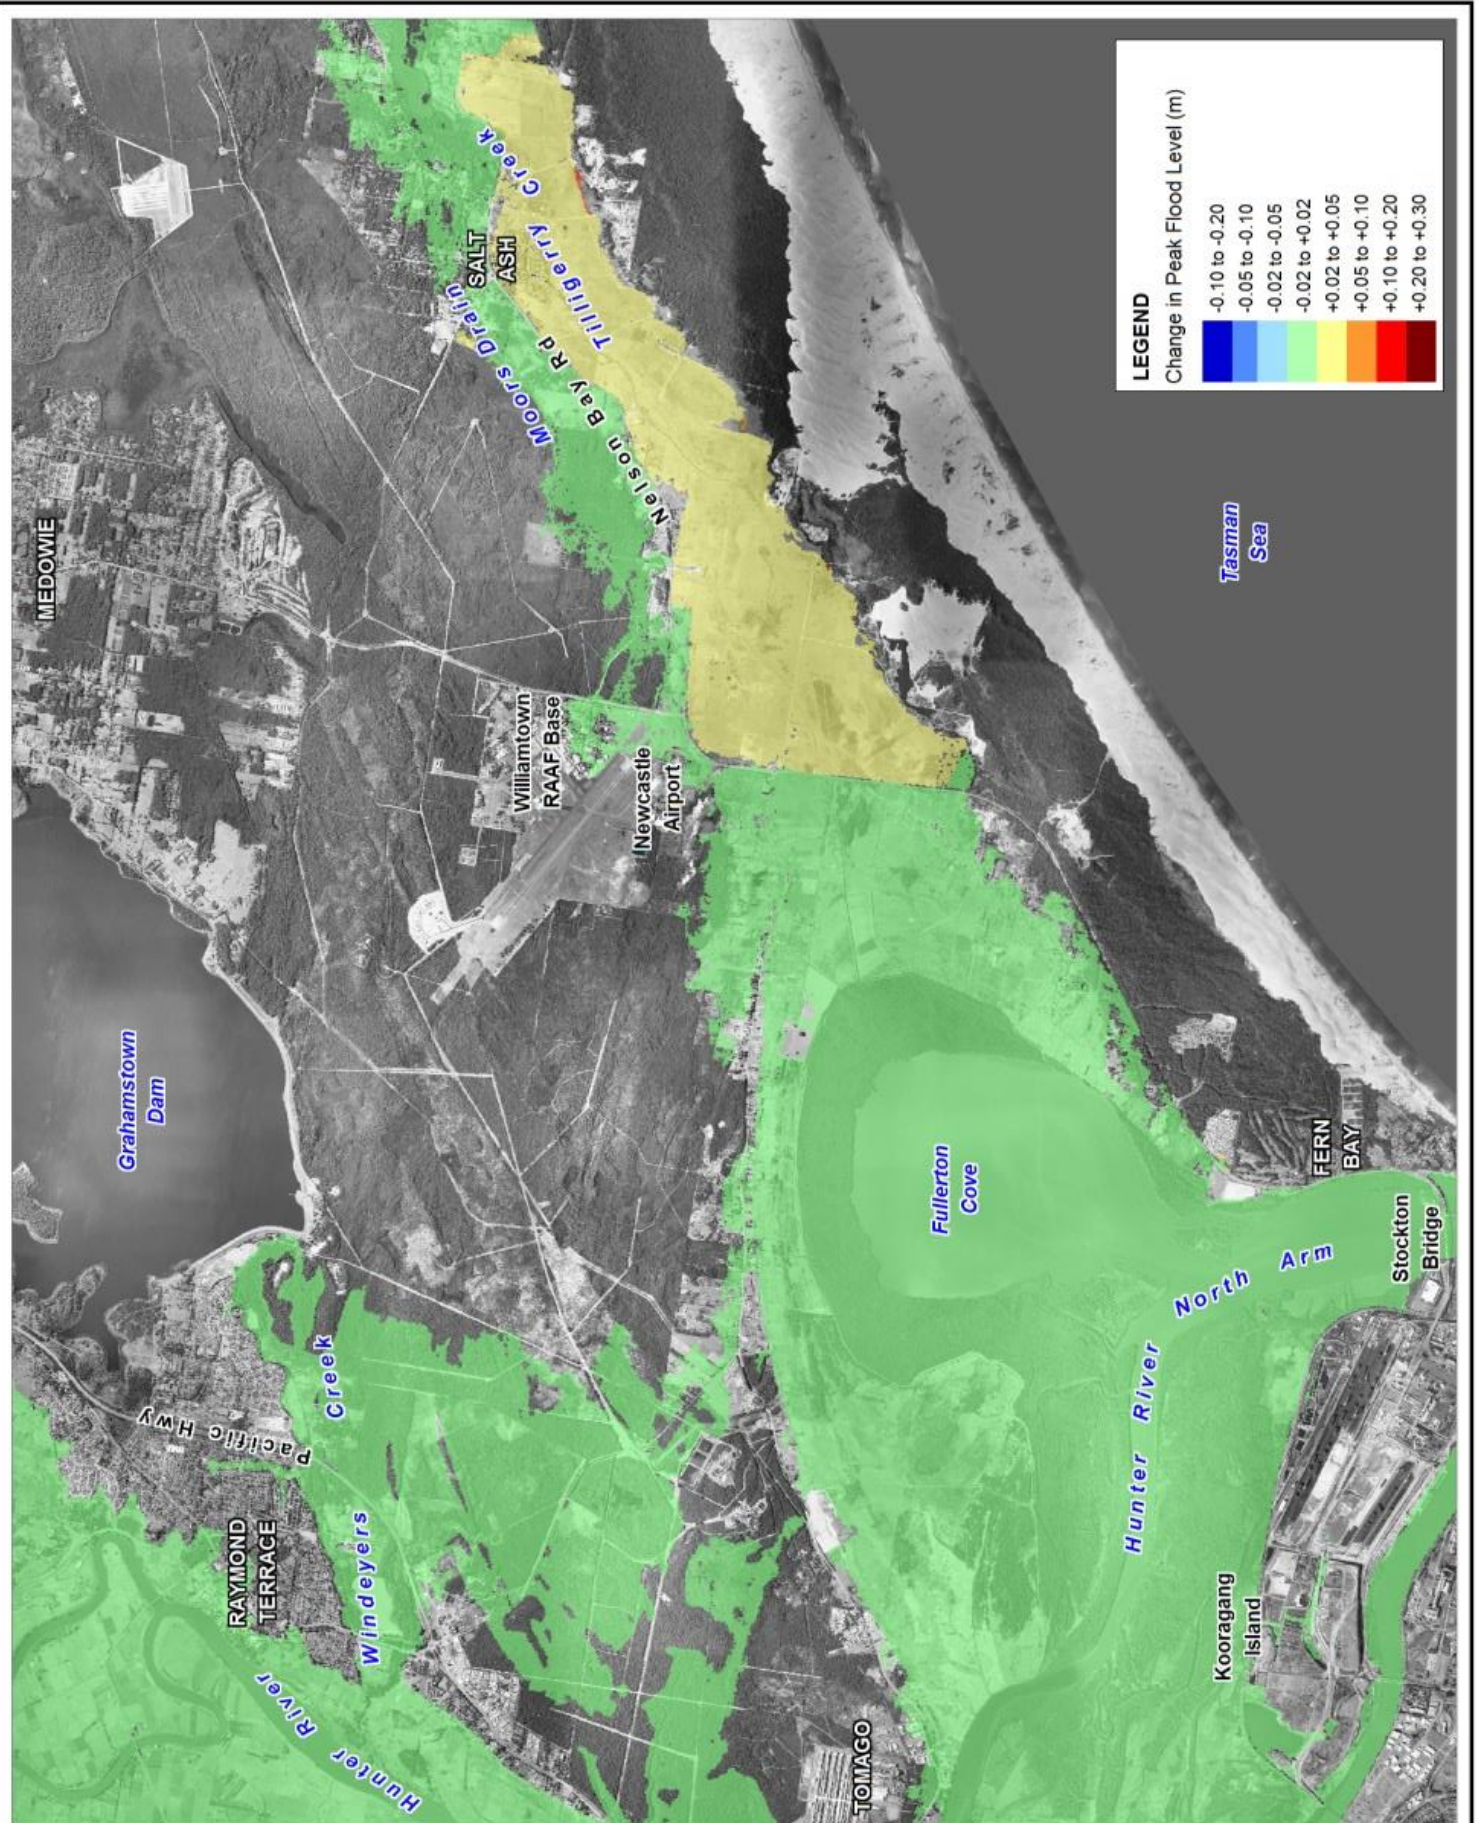 MEDOWIE
Grahamstown
Dam
Pacific Hwy
RAYMOND
TERRACE
Windeyers Creek
Hunter River
Williamtown
RAAF Base
Newcastle
Airport
Moors Drain
SALT
ASH
Tilligerry Creek
Nelson Bay Rd
Fullerton
Cove
Hunter River North Arm
TOMAGO
Kooragang
Island
FERN
BAY
Stockton
Bridge
Tasman
Sea
LEGEND
Change in Peak Flood Level (m)
-0.10 to -0.20
-0.05 to -0.10
-0.02 to -0.05
-0.02 to +0.02
+0.02 to +0.05
+0.05 to +0.10
+0.10 to +0.20
+0.20 to +0.30